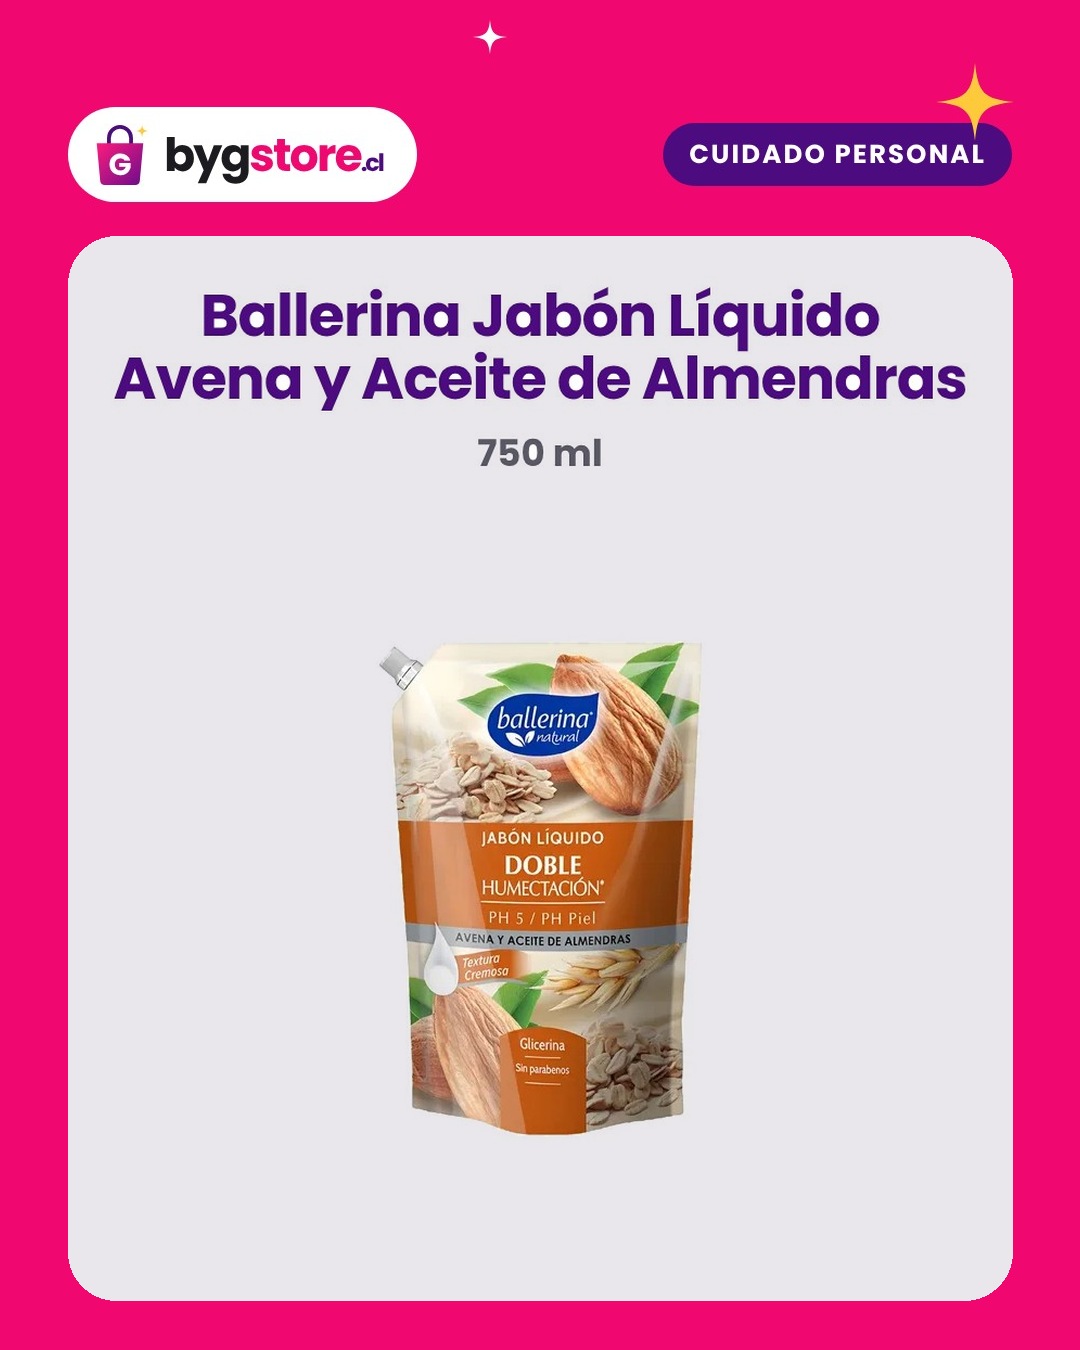 G
bygstore.cl
CUIDADO PERSONAL
Ballerina Jabón Líquido
Avena y Aceite de Almendras
750 ml
ballerina®
natural
JABÓN LÍQUIDO
DOBLE
HUMECTACIÓN*
PH 5 / PH Piel
AVENA Y ACEITE DE ALMENDRAS
Textura
Cremosa
Glicerina
Sin parabenos